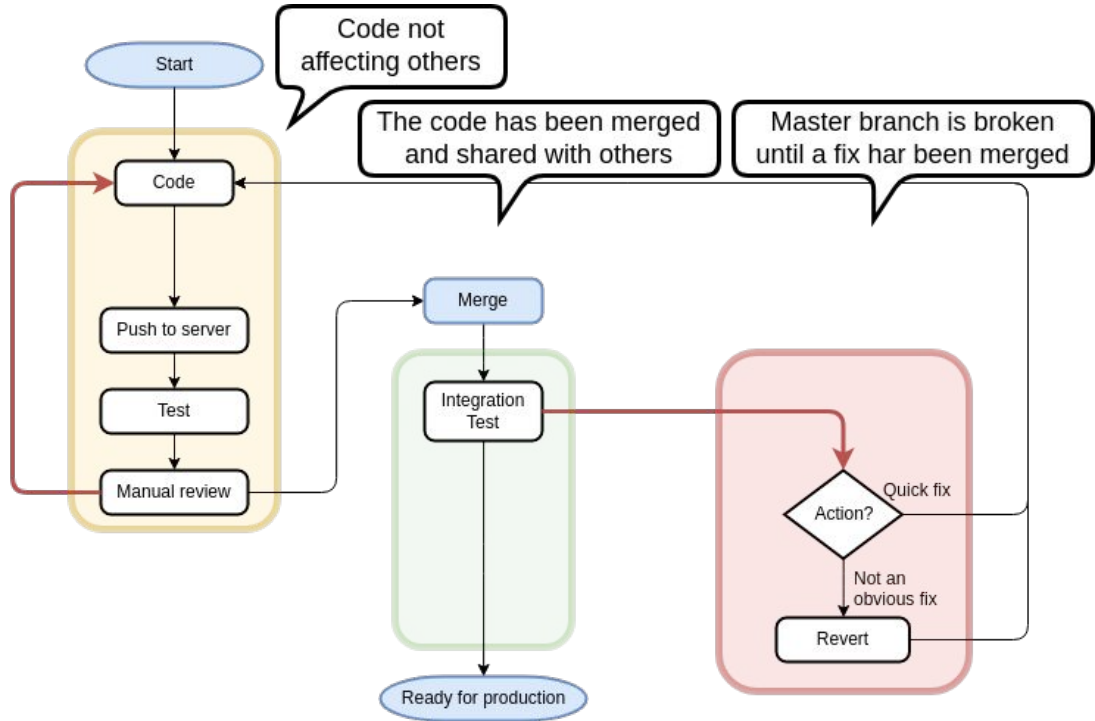 Code not
affecting others
Start
The code has been merged
and shared with others
Master branch is broken
until a fix har been merged
Code
Merge
Push to server
Integration
Test
Test
Manual review
Quick fix
Action?
Not an
obvious fix
Revert
Ready for production